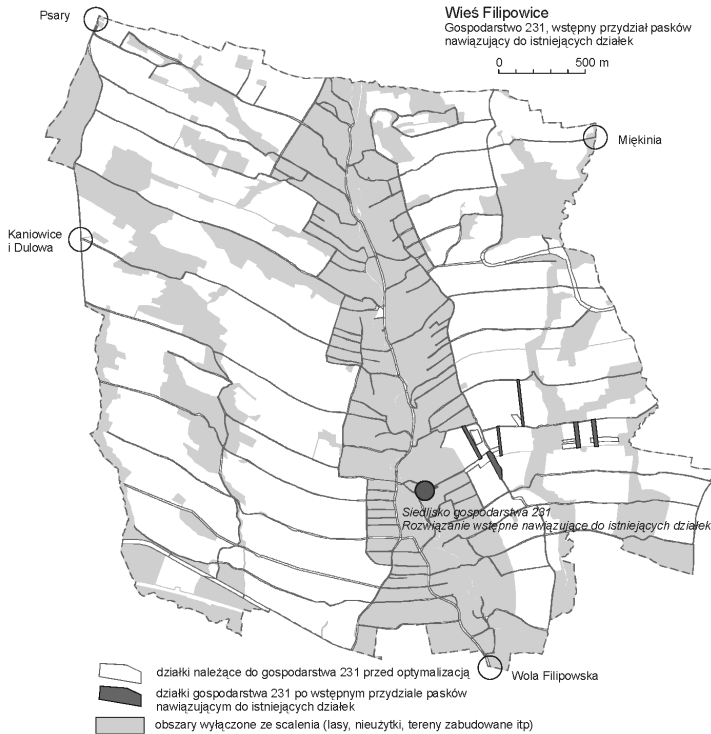 Wieś Filipowice
Gospodarstwo 231, wstępny przydział pasków
nawiązujący do istniejących działek
0 500 m
Psary
Miękinia
Kaniowice
i Dulowa
Siedlisko gospodarstwa 231
Rozwiązanie wstępne nawiązujące do istniejących działek
Wola Filipowska
działki należące do gospodarstwa 231 przed optymalizacją
działki gospodarstwa 231 po wstępnym przydziale pasków
nawiązującym do istniejących działek
obszary wyłączone ze scalenia (lasy, nieużytki, tereny zabudowane itp)